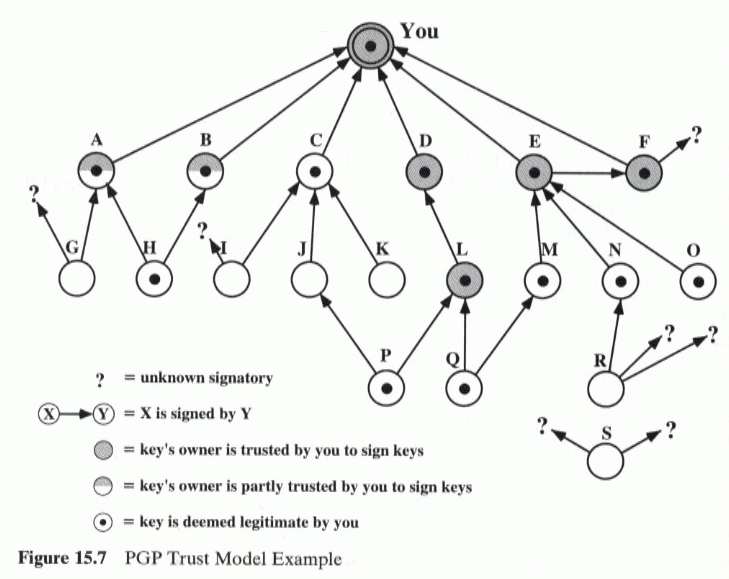 You
A B C D E F ?
? G H ? I J K L M N O
P Q R ? ?
? S ?
? = unknown signatory
X Y = X is signed by Y
= key's owner is trusted by you to sign keys
= key's owner is partly trusted by you to sign keys
= key is deemed legitimate by you
Figure 15.7 PGP Trust Model Example